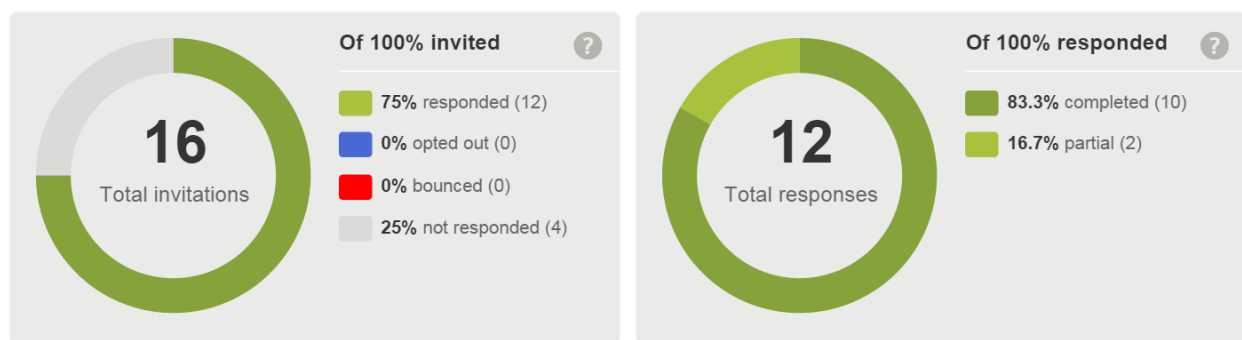 Of 100% invited
?
16
Total invitations
75% responded (12)
0% opted out (0)
0% bounced (0)
25% not responded (4)
Of 100% responded
?
12
Total responses
83.3% completed (10)
16.7% partial (2)